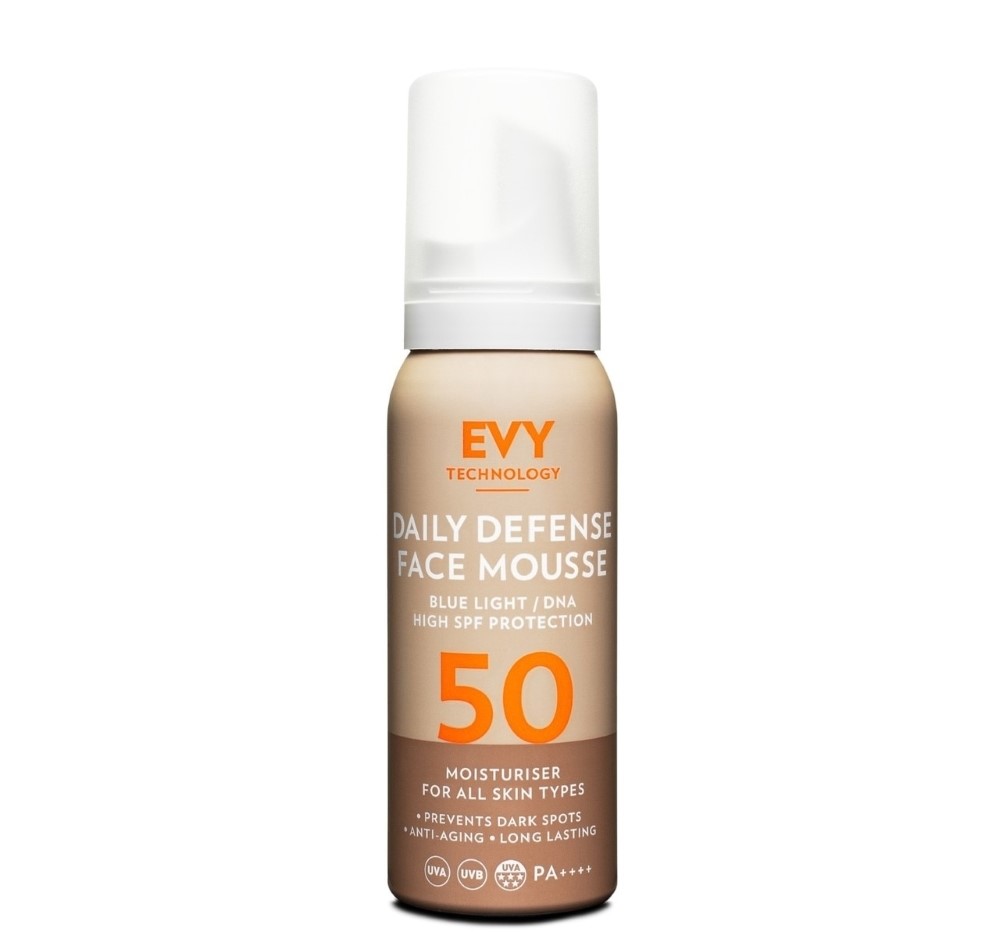 EVY
TECHNOLOGY
DAILY DEFENSE
FACE MOUSSE
BLUE LIGHT / DNA
HIGH SPF PROTECTION
50
MOISTURISER
FOR ALL SKIN TYPES
• PREVENTS DARK SPOTS
• ANTI-AGING • LONG LASTING
UVA UVB UVA PA++++